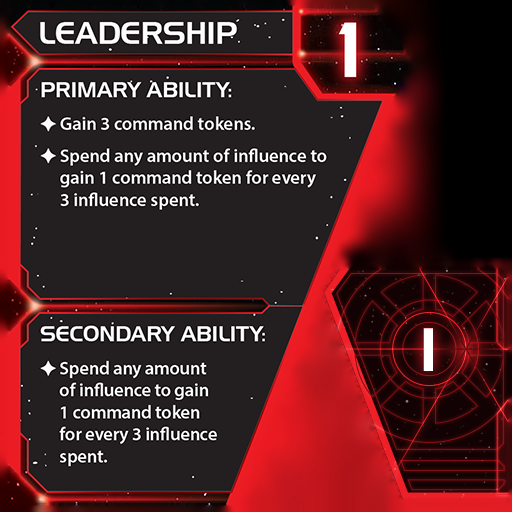 LEADERSHIP
1
PRIMARY ABILITY:
Gain 3 command tokens.
Spend any amount of influence to
gain 1 command token for every
3 influence spent.
SECONDARY ABILITY:
Spend any amount
of influence to gain
1 command token
for every 3 influence
spent.
1